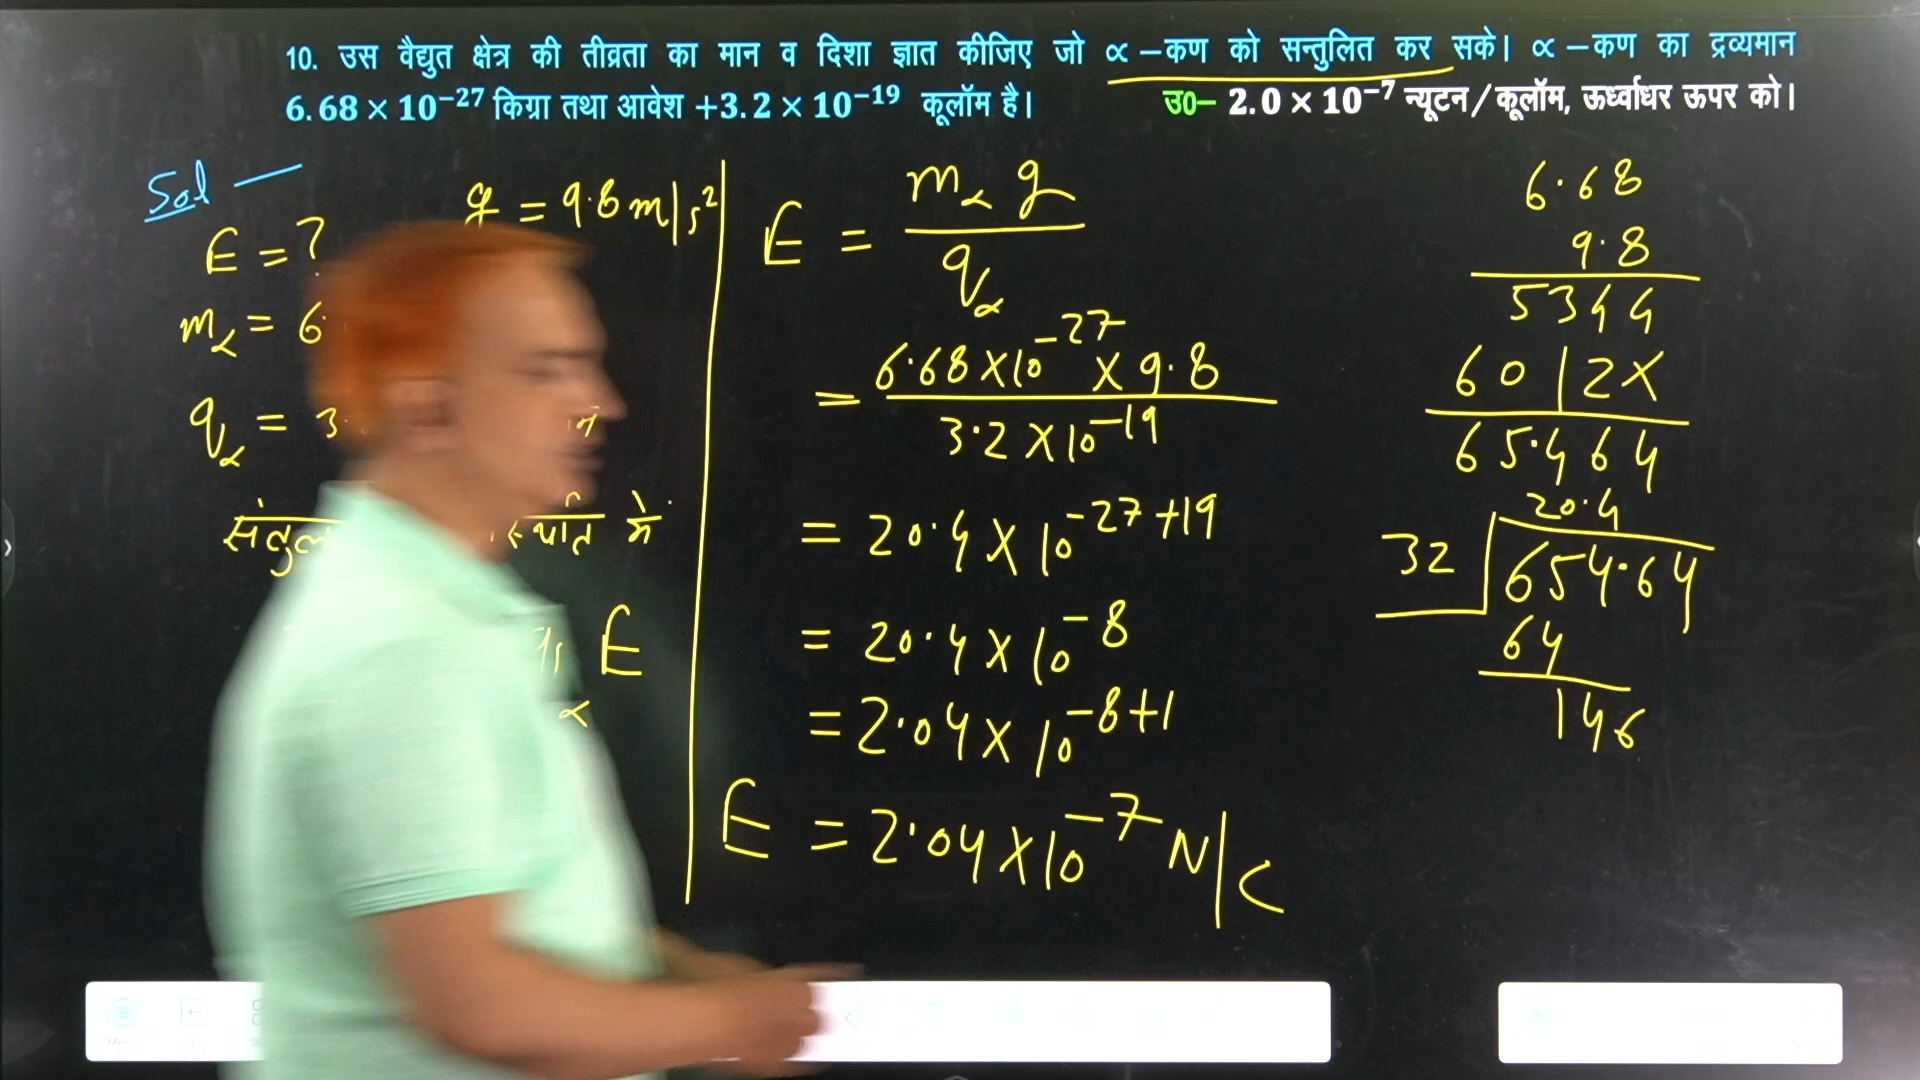 10. उस वैद्युत क्षेत्र की तीव्रता का मान व दिशा ज्ञात कीजिए जो ∝ −कण को सन्तुलित कर सके। ∝ −कण का द्रव्यमान
6.68 × 10⁻²⁷ किग्रा तथा आवेश +3.2 × 10⁻¹⁹ कूलॉम है।
उ०− 2.0 × 10⁻⁷ न्यूटन/कूलॉम, ऊर्ध्वाधर ऊपर को।
Sol —
g = 9.8 m/s²
E = ?
m∝ = 6.
q∝ = 3.
में
E
∝
E = m∝ g / q∝
= 6.68 × 10⁻²⁷ × 9.8 / 3.2 × 10⁻¹⁹
= 20.4 × 10⁻²⁷⁺¹⁹
= 20.4 × 10⁻⁸
= 2.04 × 10⁻⁸⁺¹
E = 2.04 × 10⁻⁷ N/C
6.68
9.8
5344
6012×
65.464
20.4
32 654.64
64
146